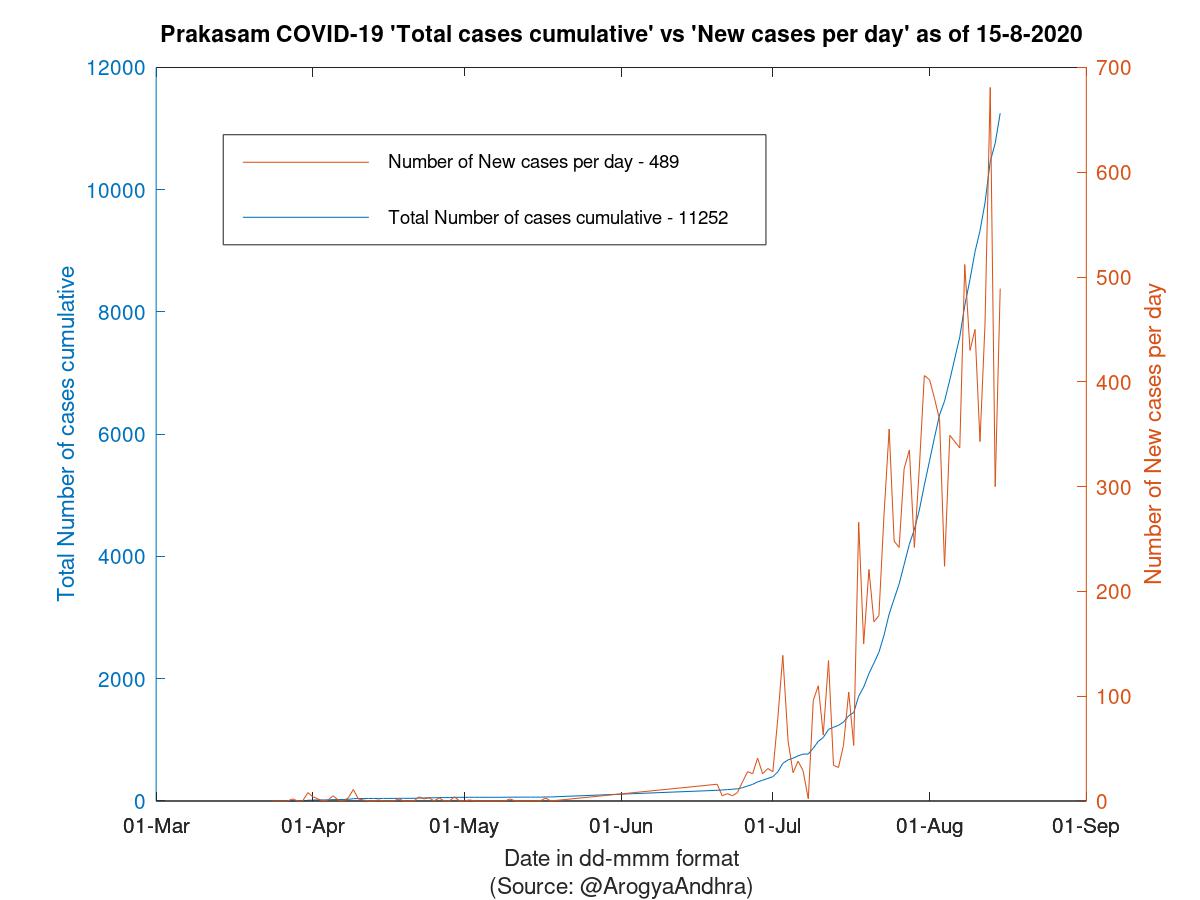 Prakasam COVID-19 'Total cases cumulative' vs 'New cases per day' as of 15-8-2020
12000
10000
8000
6000
4000
2000
0
Total Number of cases cumulative
Number of New cases per day - 489
Total Number of cases cumulative - 11252
700
600
500
400
300
200
100
0
Number of New cases per day
01-Mar
01-Apr
01-May
01-Jun
01-Jul
01-Aug
01-Sep
Date in dd-mmm format
(Source: @ArogyaAndhra)